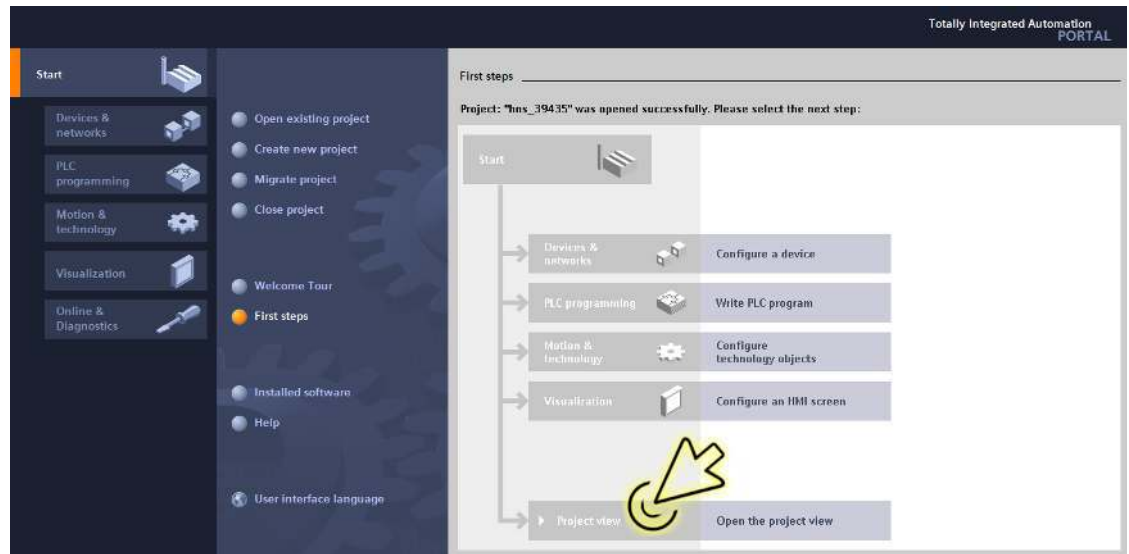 Totally Integrated Automation
PORTAL
Start
Devices &
networks
PLC
programming
Motion &
technology
Visualization
Online &
Diagnostics
Open existing project
Create new project
Migrate project
Close project
Welcome Tour
First steps
Installed software
Help
User interface language
First steps
Project: "hns_39435" was opened successfully. Please select the next step:
Start
Devices &
networks
Configure a device
PLC programming
Write PLC program
Motion &
technology
Configure
technology objects
Visualization
Configure an HMI screen
Project view
Open the project view